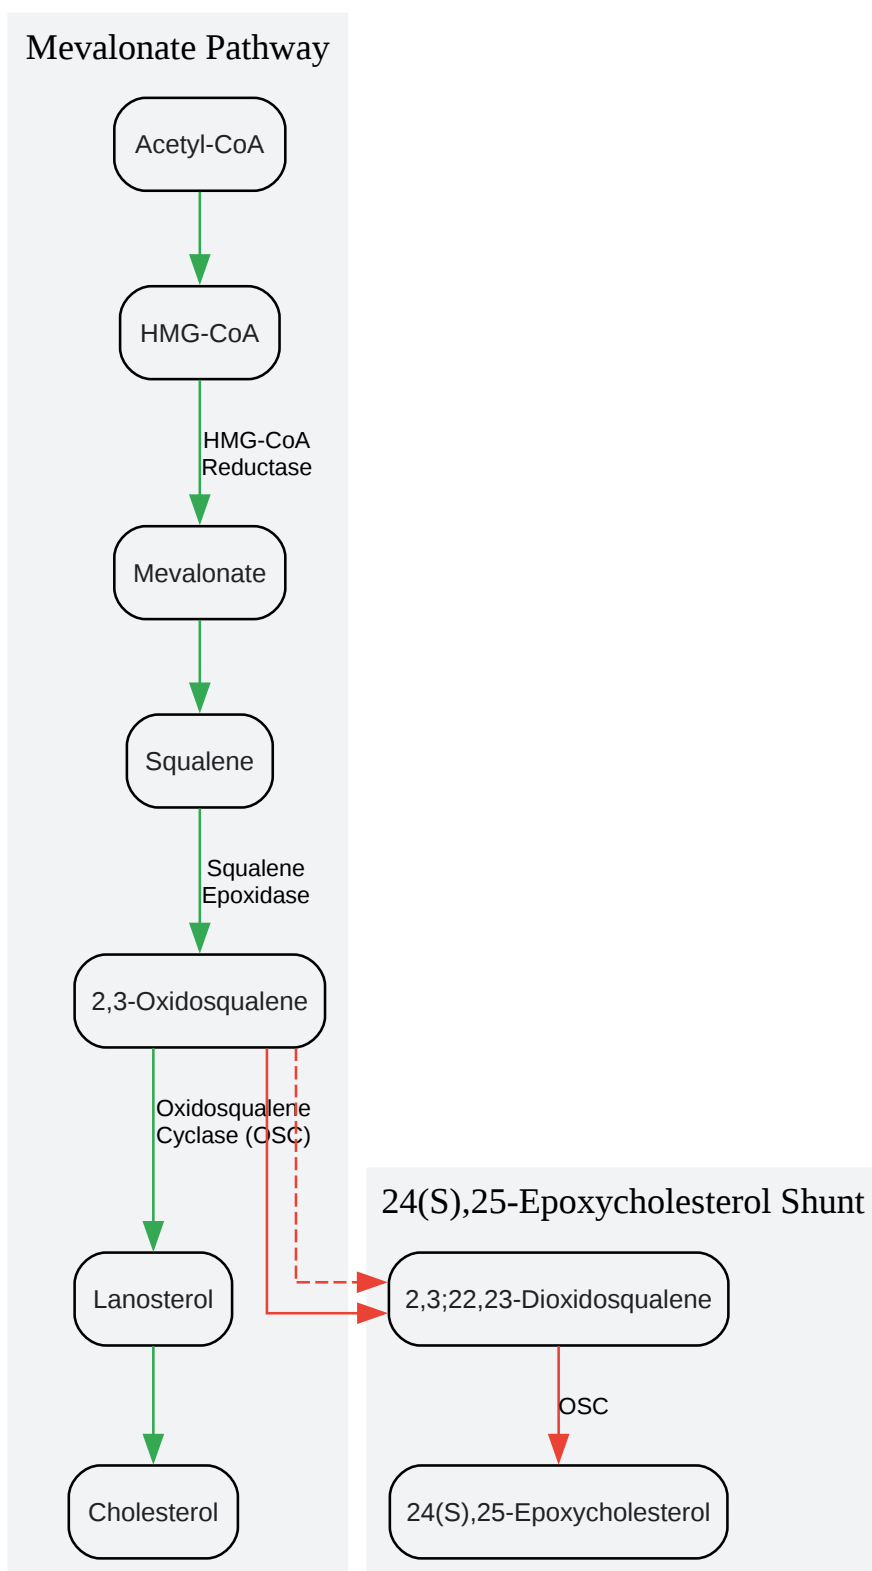 Mevalonate Pathway
Acetyl-CoA
HMG-CoA
HMG-CoA
Reductase
Mevalonate
Squalene
Squalene
Epoxidase
2,3-Oxidosqualene
Oxidosqualene
Cyclase (OSC)
24(S),25-Epoxycholesterol Shunt
Lanosterol
2,3;22,23-Dioxidosqualene
OSC
Cholesterol
24(S),25-Epoxycholesterol